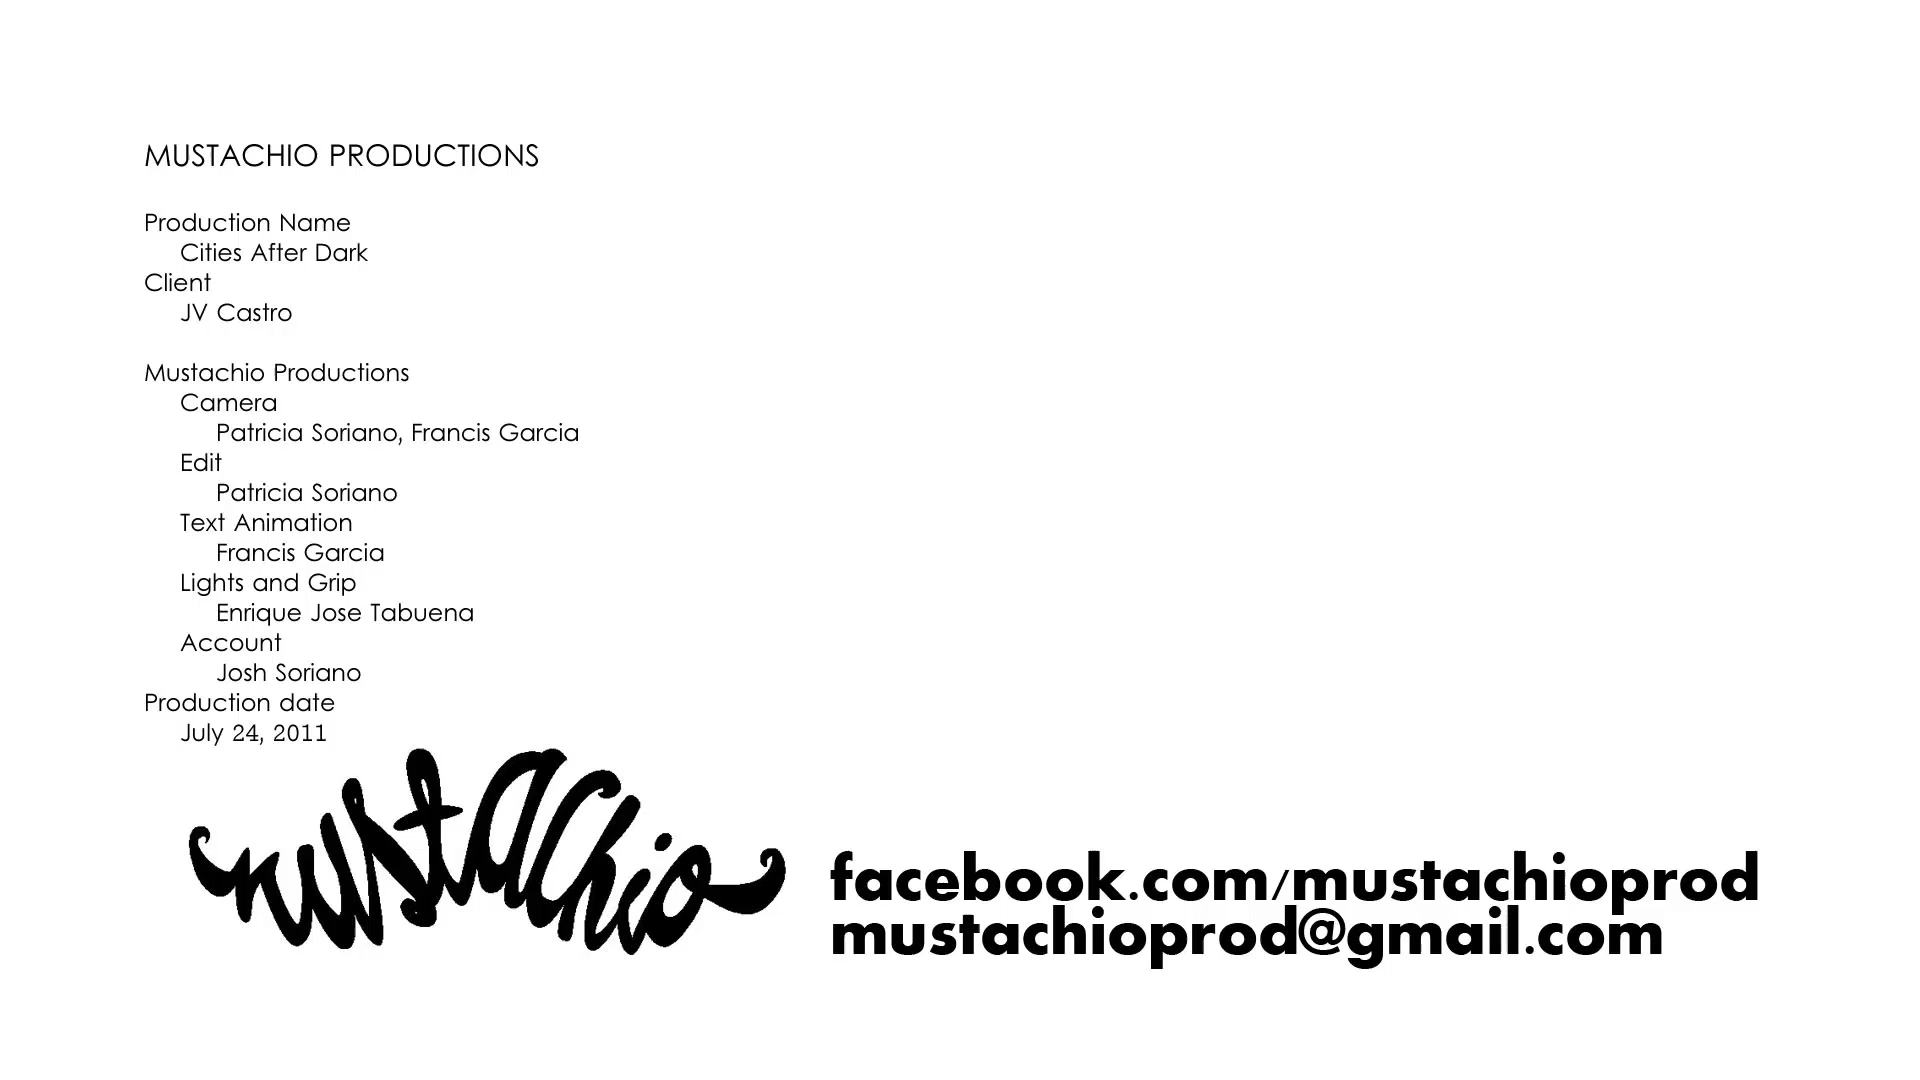 MUSTACHIO PRODUCTIONS
Production Name
Cities After Dark
Client
JV Castro
Mustachio Productions
Camera
Patricia Soriano, Francis Garcia
Edit
Patricia Soriano
Text Animation
Francis Garcia
Lights and Grip
Enrique Jose Tabuena
Account
Josh Soriano
Production date
July 24, 2011
mustachio
facebook.com/mustachioprod
mustachioprod@gmail.com